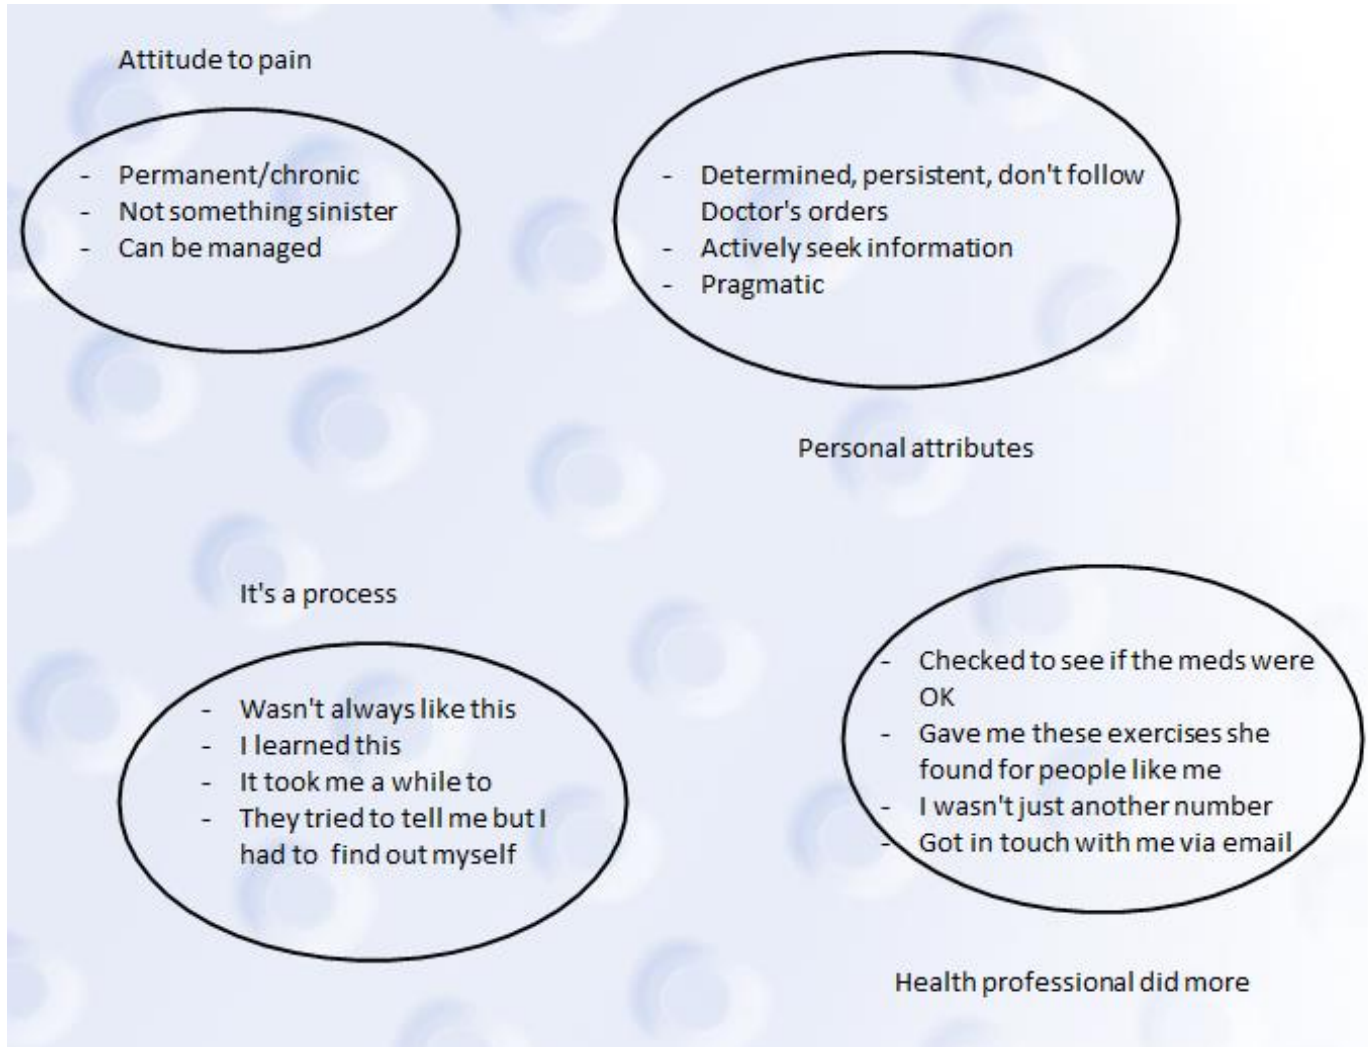 Attitude to pain
- Permanent/chronic
- Not something sinister
- Can be managed
- Determined, persistent, don't follow
Doctor's orders
- Actively seek information
- Pragmatic
Personal attributes
It's a process
- Wasn't always like this
- I learned this
- It took me a while to
- They tried to tell me but I
had to find out myself
- Checked to see if the meds were
OK
- Gave me these exercises she
found for people like me
- I wasn't just another number
- Got in touch with me via email
Health professional did more